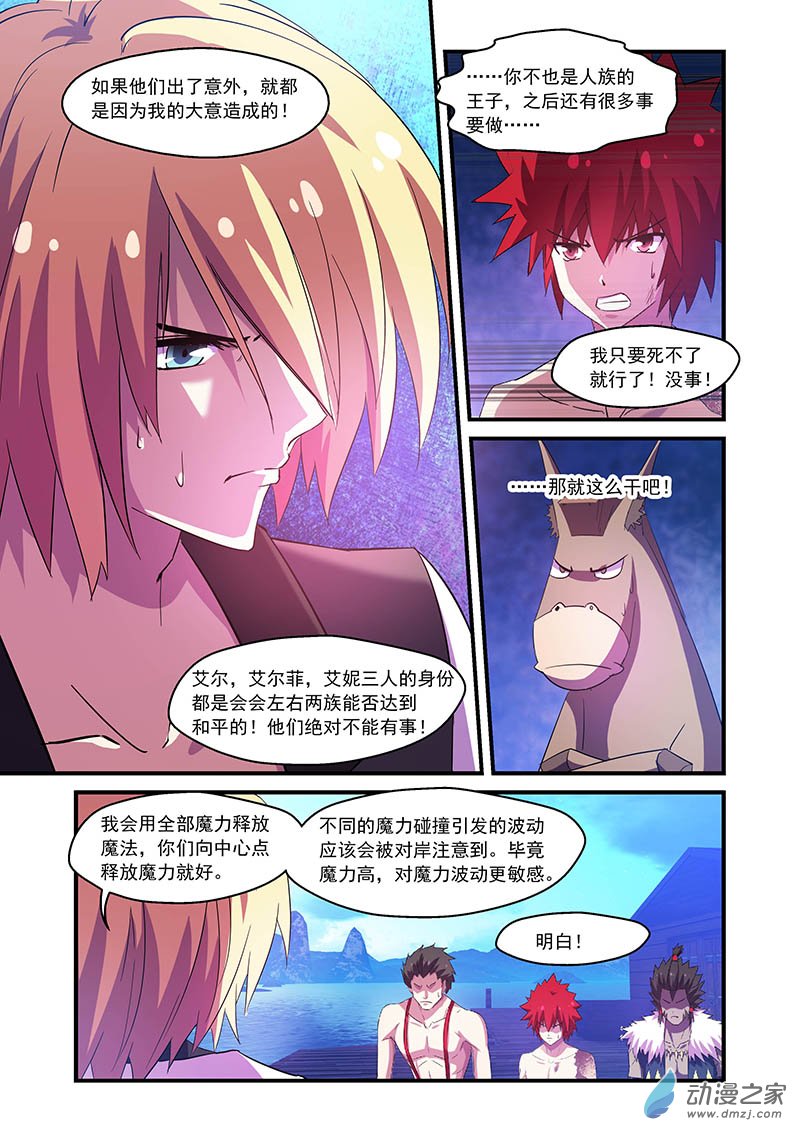 如果他们出了意外，就都
是因为我的大意造成的！
……你不也是人族的
王子，之后还有很多事
要做……
我只要死不了
就行了！没事！
……那就这么干吧！
艾尔，艾尔菲，艾妮三人的身份
都是会会左右两族能否达到
和平的！他们绝对不能有事！
我会用全部魔力释放
魔法，你们向中心点
释放魔力就好。
不同的魔力碰撞引发的波动
应该会被对岸注意到。毕竟
魔力高，对魔力波动更敏感。
明白！
动漫之家
www.dmzj.com